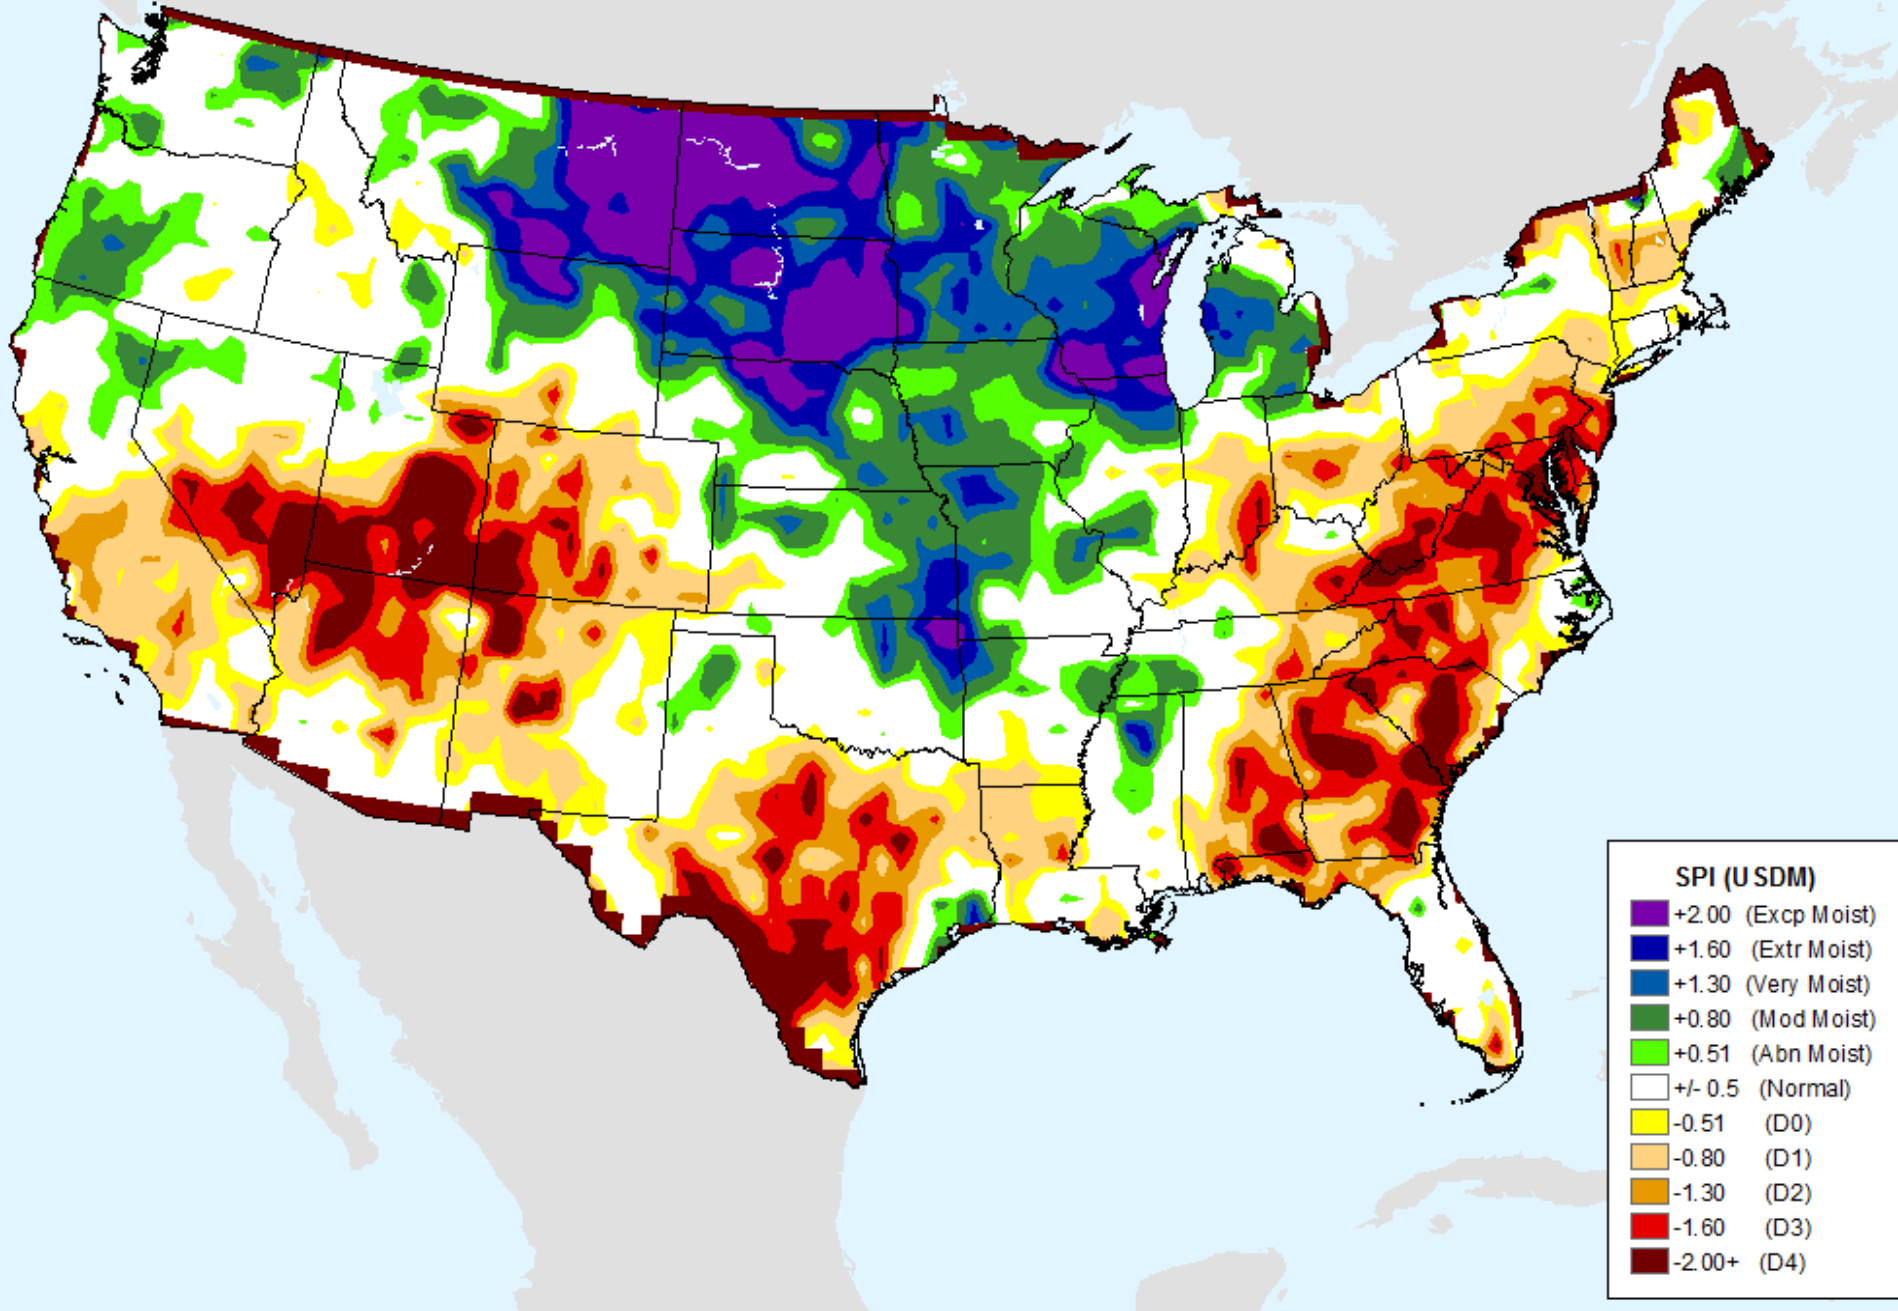 SPI (USDM)
+2.00 (Excp Moist)
+1.60 (Extr Moist)
+1.30 (Very Moist)
+0.80 (Mod Moist)
+0.51 (Abn Moist)
+/- 0.5 (Normal)
-0.51 (D0)
-0.80 (D1)
-1.30 (D2)
-1.60 (D3)
-2.00+ (D4)